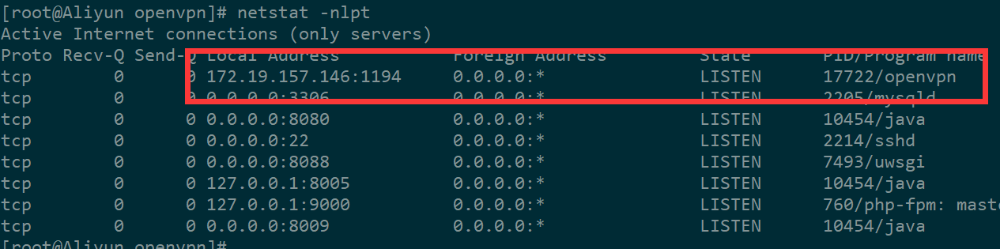 [root@Aliyun openvpn]# netstat -nlpt
Active Internet connections (only servers)
Proto Recv-Q Send-Q Local Address           Foreign Address         State       PID/Program name
tcp        0      0 172.19.157.146:1194     0.0.0.0:*               LISTEN      17722/openvpn
tcp        0      0 0.0.0.0:3306            0.0.0.0:*               LISTEN      2205/mysqld
tcp        0      0 0.0.0.0:8080            0.0.0.0:*               LISTEN      10454/java
tcp        0      0 0.0.0.0:22              0.0.0.0:*               LISTEN      2214/sshd
tcp        0      0 0.0.0.0:8088            0.0.0.0:*               LISTEN      7493/uwsgi
tcp        0      0 127.0.0.1:8005          0.0.0.0:*               LISTEN      10454/java
tcp        0      0 127.0.0.1:9000          0.0.0.0:*               LISTEN      760/php-fpm: mast
tcp        0      0 0.0.0.0:8009            0.0.0.0:*               LISTEN      10454/java
[root@Aliyun openvpn]#